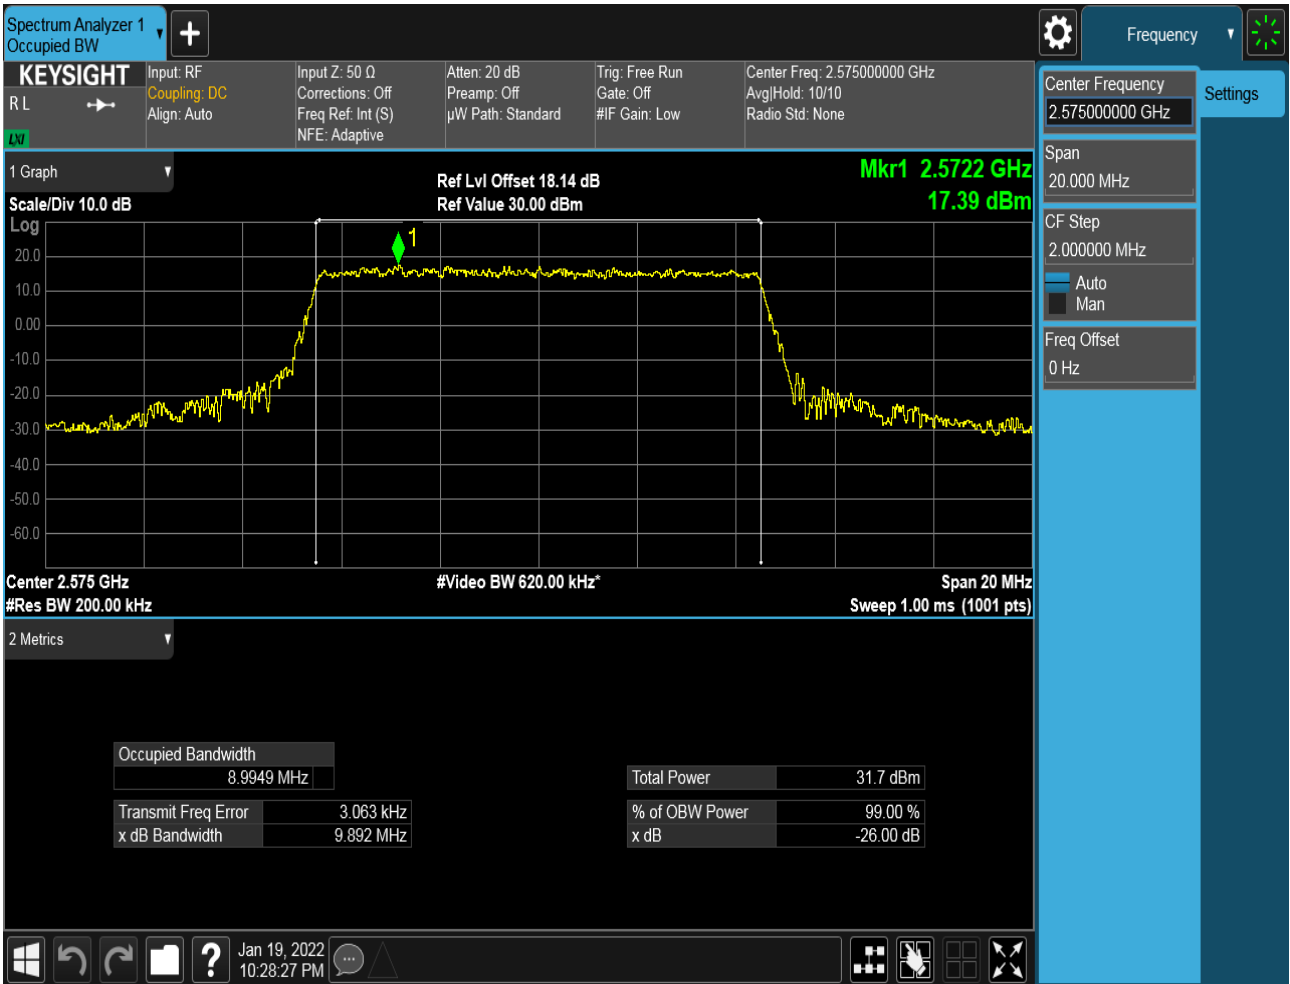 Spectrum Analyzer 1
Occupied BW
Frequency
KEYSIGHT
R L
LXI
Input: RF
Coupling: DC
Align: Auto
Input Z: 50 Ω
Corrections: Off
Freq Ref: Int (S)
NFE: Adaptive
Atten: 20 dB
Preamp: Off
µW Path: Standard
Trig: Free Run
Gate: Off
#IF Gain: Low
Center Freq: 2.575000000 GHz
Avg|Hold: 10/10
Radio Std: None
Center Frequency
2.575000000 GHz
Settings
Span
20.000 MHz
CF Step
2.000000 MHz
Auto
Man
Freq Offset
0 Hz
1 Graph
Scale/Div 10.0 dB
Ref Lvl Offset 18.14 dB
Ref Value 30.00 dBm
Mkr1 2.5722 GHz
17.39 dBm
Log
1
20.0
10.0
0.00
-10.0
-20.0
-30.0
-40.0
-50.0
-60.0
Center 2.575 GHz
#Video BW 620.00 kHz*
Span 20 MHz
#Res BW 200.00 kHz
Sweep 1.00 ms (1001 pts)
2 Metrics
Occupied Bandwidth
8.9949 MHz
Total Power 31.7 dBm
Transmit Freq Error 3.063 kHz
% of OBW Power 99.00 %
x dB Bandwidth 9.892 MHz
x dB -26.00 dB
?
Jan 19, 2022
10:28:27 PM